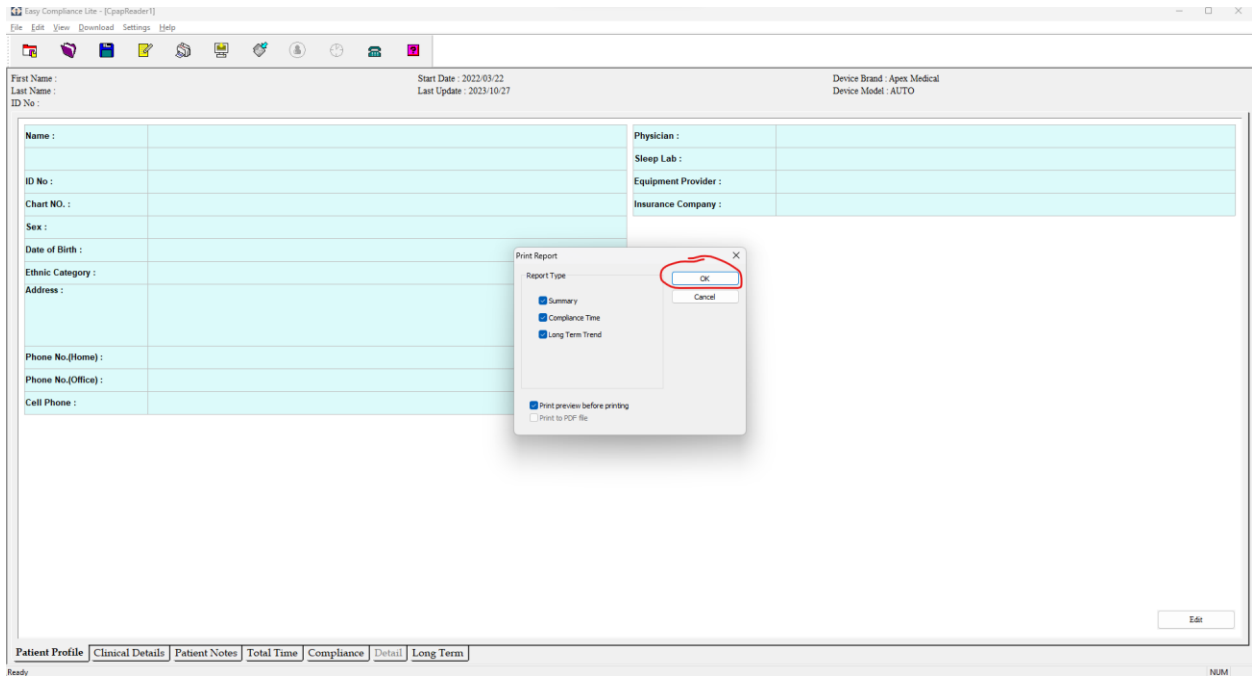 Easy Compliance Lite - [CpapReader1]
File Edit View Download Settings Help
First Name :
Last Name :
ID No :
Start Date : 2022/03/22
Last Update : 2023/10/27
Device Brand : Apex Medical
Device Model : AUTO
Name :
ID No :
Chart NO. :
Sex :
Date of Birth :
Ethnic Category :
Address :
Phone No.(Home) :
Phone No.(Office) :
Cell Phone :
Physician :
Sleep Lab :
Equipment Provider :
Insurance Company :
Print Report
Report Type
Summary
Compliance Time
Long Term Trend
OK
Cancel
Print preview before printing
Print to PDF file
Edit
Patient Profile Clinical Details Patient Notes Total Time Compliance Detail Long Term
Ready NUM